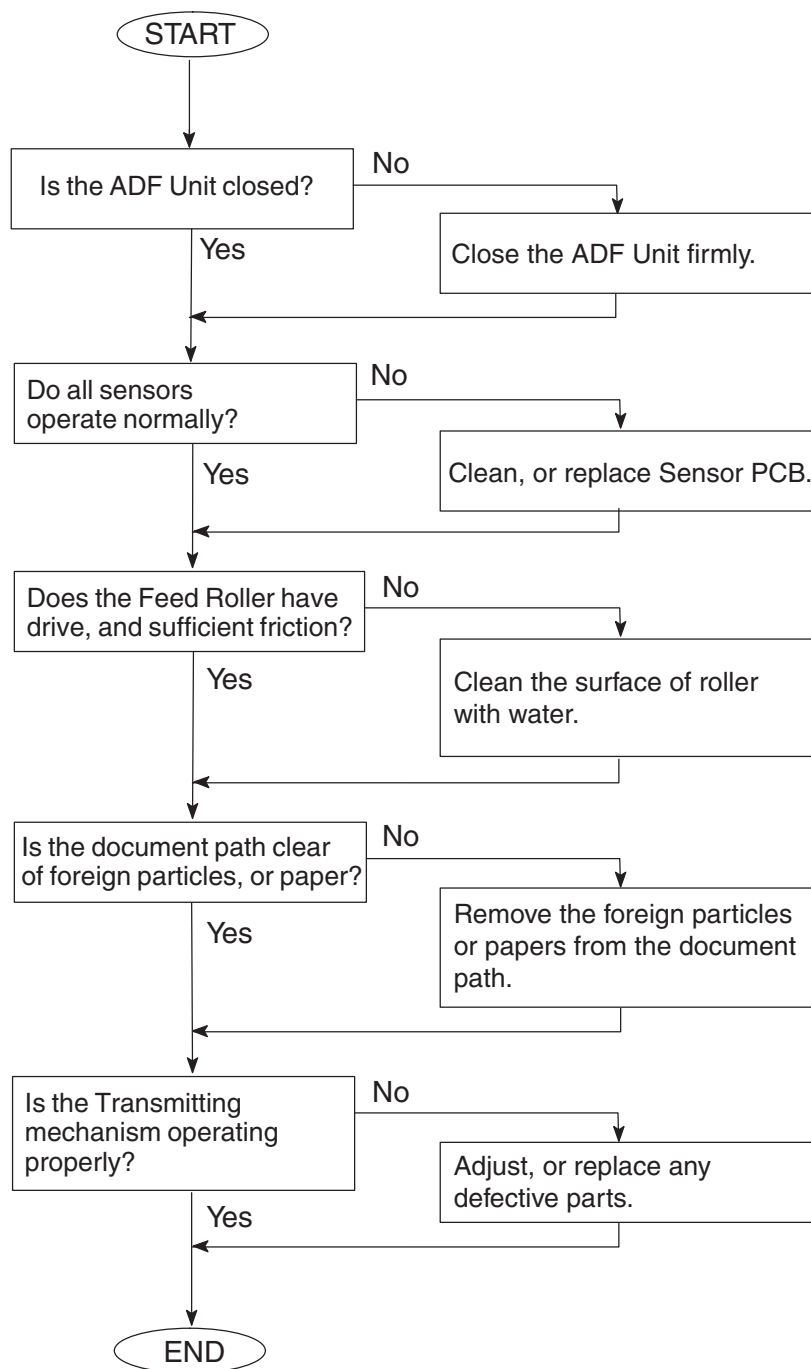 START
Is the ADF Unit closed?
No
Yes
Close the ADF Unit firmly.
Do all sensors
operate normally?
No
Yes
Clean, or replace Sensor PCB.
Does the Feed Roller have
drive, and sufficient friction?
No
Yes
Clean the surface of roller
with water.
Is the document path clear
of foreign particles, or paper?
No
Yes
Remove the foreign particles
or papers from the document
path.
Is the Transmitting
mechanism operating
properly?
No
Yes
Adjust, or replace any
defective parts.
END